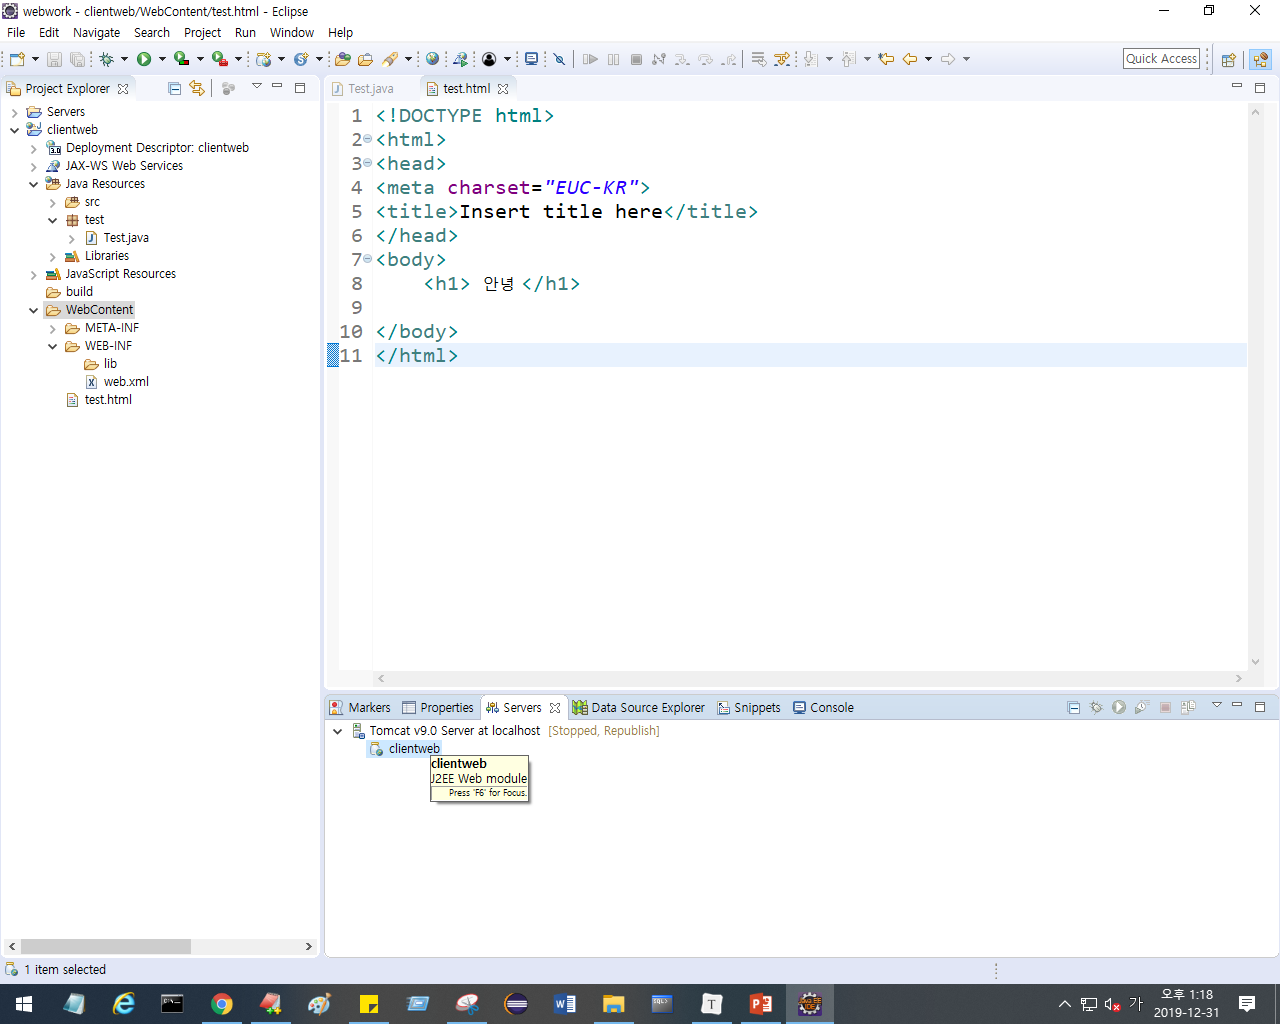 webwork - clientweb/WebContent/test.html - Eclipse
File Edit Navigate Search Project Run Window Help
Quick Access
Project Explorer
Servers
clientweb
Deployment Descriptor: clientweb
JAX-WS Web Services
Java Resources
src
test
Test.java
Libraries
JavaScript Resources
build
WebContent
META-INF
WEB-INF
lib
web.xml
test.html
Test.java test.html
1 <!DOCTYPE html>
2 <html>
3 <head>
4 <meta charset="EUC-KR">
5 <title>Insert title here</title>
6 </head>
7 <body>
8 <h1> 안녕 </h1>
9
10 </body>
11 </html>
Markers Properties Servers Data Source Explorer Snippets Console
Tomcat v9.0 Server at localhost [Stopped, Republish]
clientweb
clientweb
J2EE Web module
Press 'F6' for Focus.
1 item selected
가
오후 1:18
2019-12-31